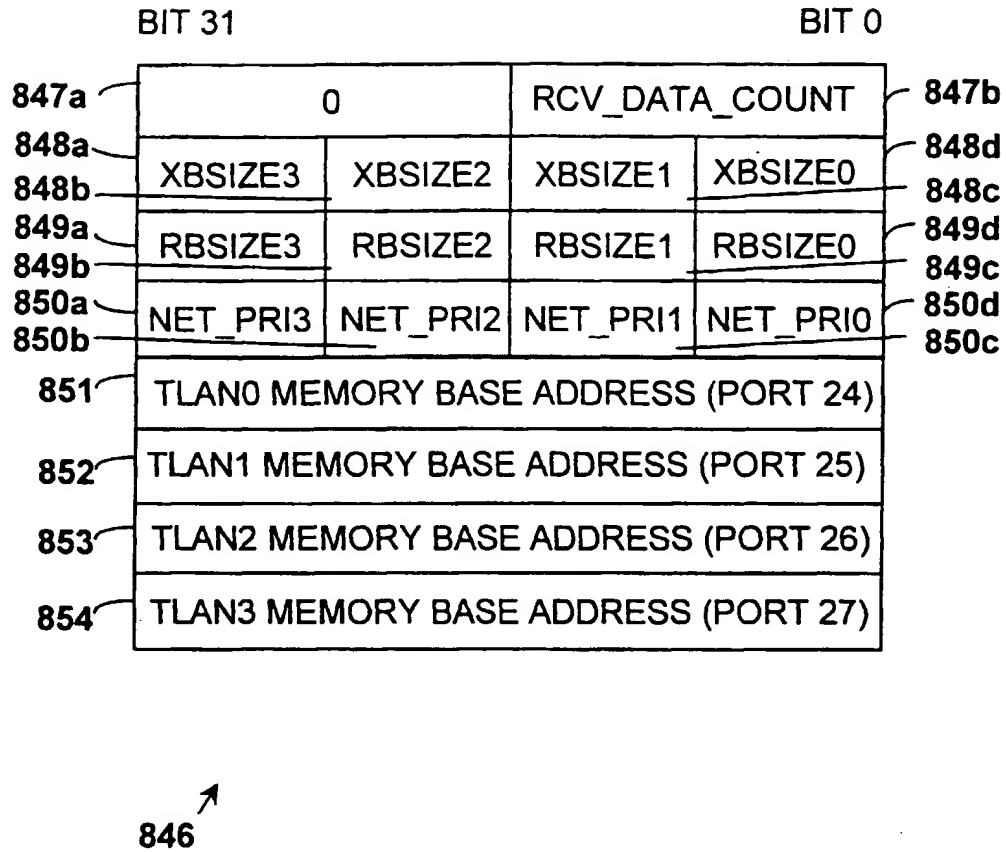 BIT 31 BIT 0
847a 0 RCV_DATA_COUNT 847b
848a XBSIZE3 XBSIZE2 XBSIZE1 XBSIZE0 848d
848b 848c
849a RBSIZE3 RBSIZE2 RBSIZE1 RBSIZE0 849d
849b 849c
850a NET_PRI3 NET_PRI2 NET_PRI1 NET_PRI0 850d
850b 850c
851 TLAN0 MEMORY BASE ADDRESS (PORT 24)
852 TLAN1 MEMORY BASE ADDRESS (PORT 25)
853 TLAN2 MEMORY BASE ADDRESS (PORT 26)
854 TLAN3 MEMORY BASE ADDRESS (PORT 27)
846